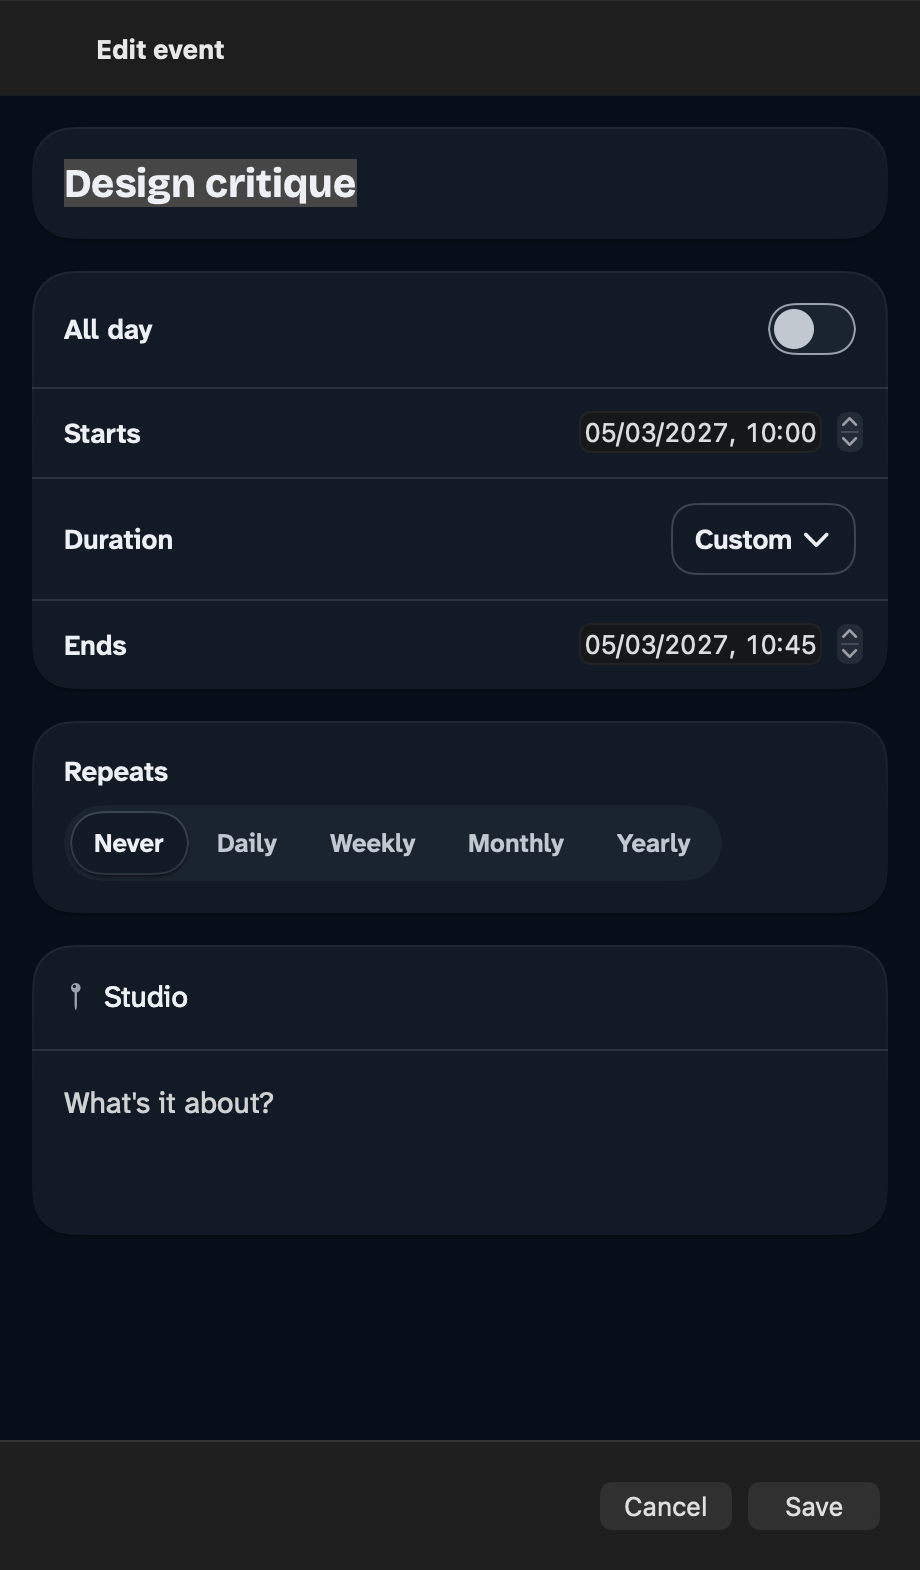 Edit event
Design critique
All day
Starts 05/03/2027, 10:00
Duration Custom
Ends 05/03/2027, 10:45
Repeats
Never Daily Weekly Monthly Yearly
Studio
What's it about?
Cancel Save